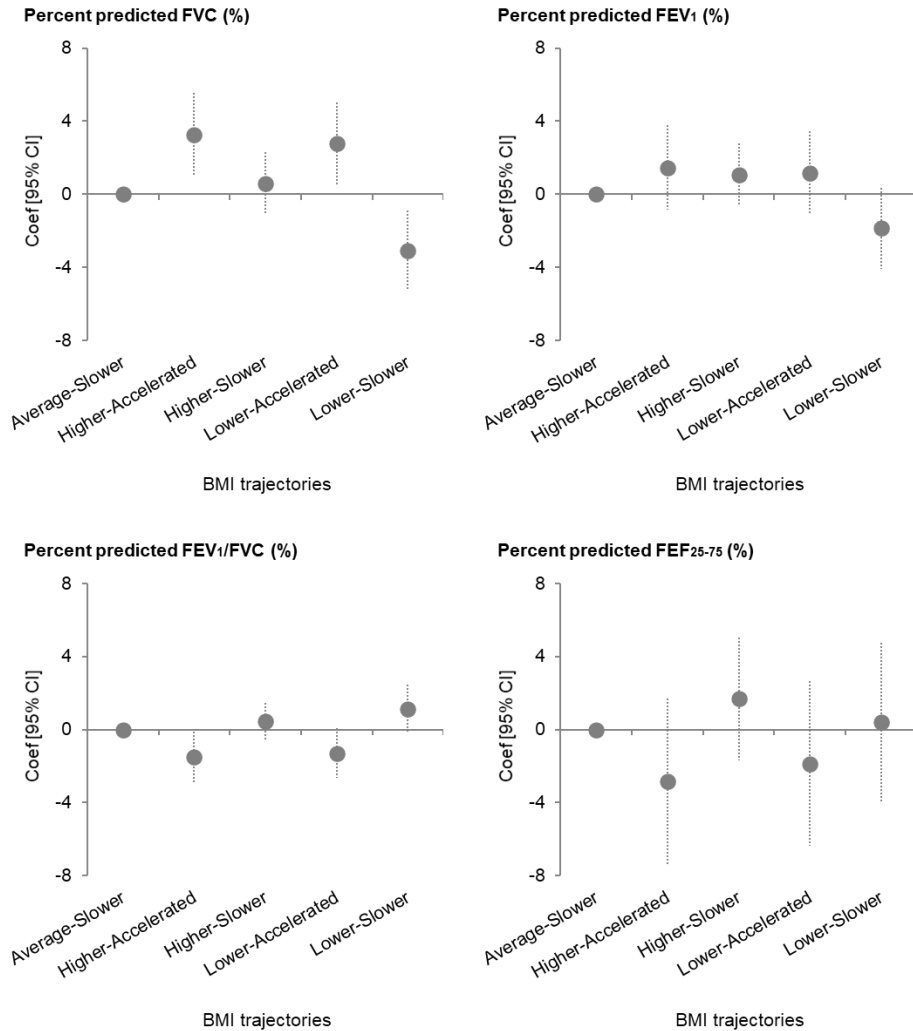 Percent predicted FVC (%)
8
4
0
-4
-8
Coef [95% CI]
Average-Slower
Higher-Accelerated
Higher-Slower
Lower-Accelerated
Lower-Slower
BMI trajectories
Percent predicted FEV₁ (%)
8
4
0
-4
-8
Coef [95% CI]
Average-Slower
Higher-Accelerated
Higher-Slower
Lower-Accelerated
Lower-Slower
BMI trajectories
Percent predicted FEV₁/FVC (%)
8
4
0
-4
-8
Coef [95% CI]
Average-Slower
Higher-Accelerated
Higher-Slower
Lower-Accelerated
Lower-Slower
BMI trajectories
Percent predicted FEF₂₅₋₇₅ (%)
8
4
0
-4
-8
Coef [95% CI]
Average-Slower
Higher-Accelerated
Higher-Slower
Lower-Accelerated
Lower-Slower
BMI trajectories